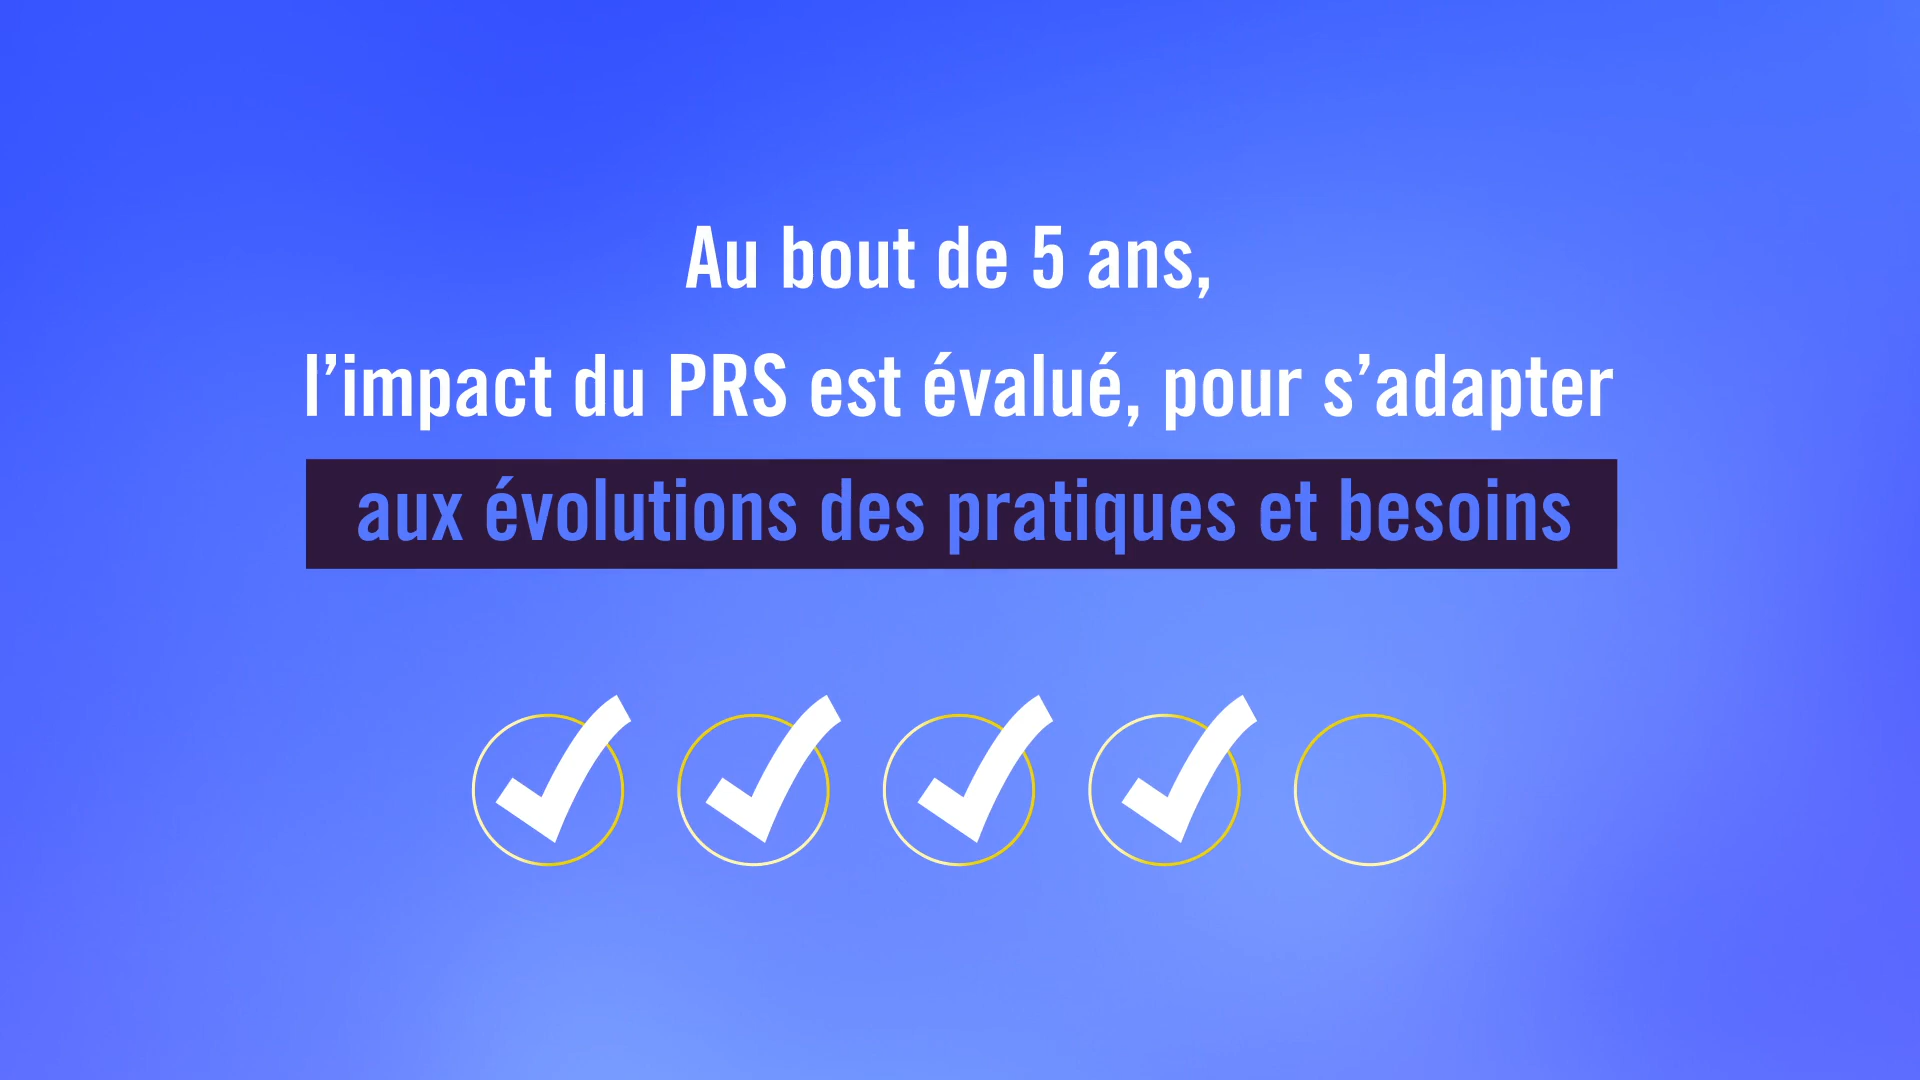 Au bout de 5 ans,
l’impact du PRS est évalué, pour s’adapter
aux évolutions des pratiques et besoins